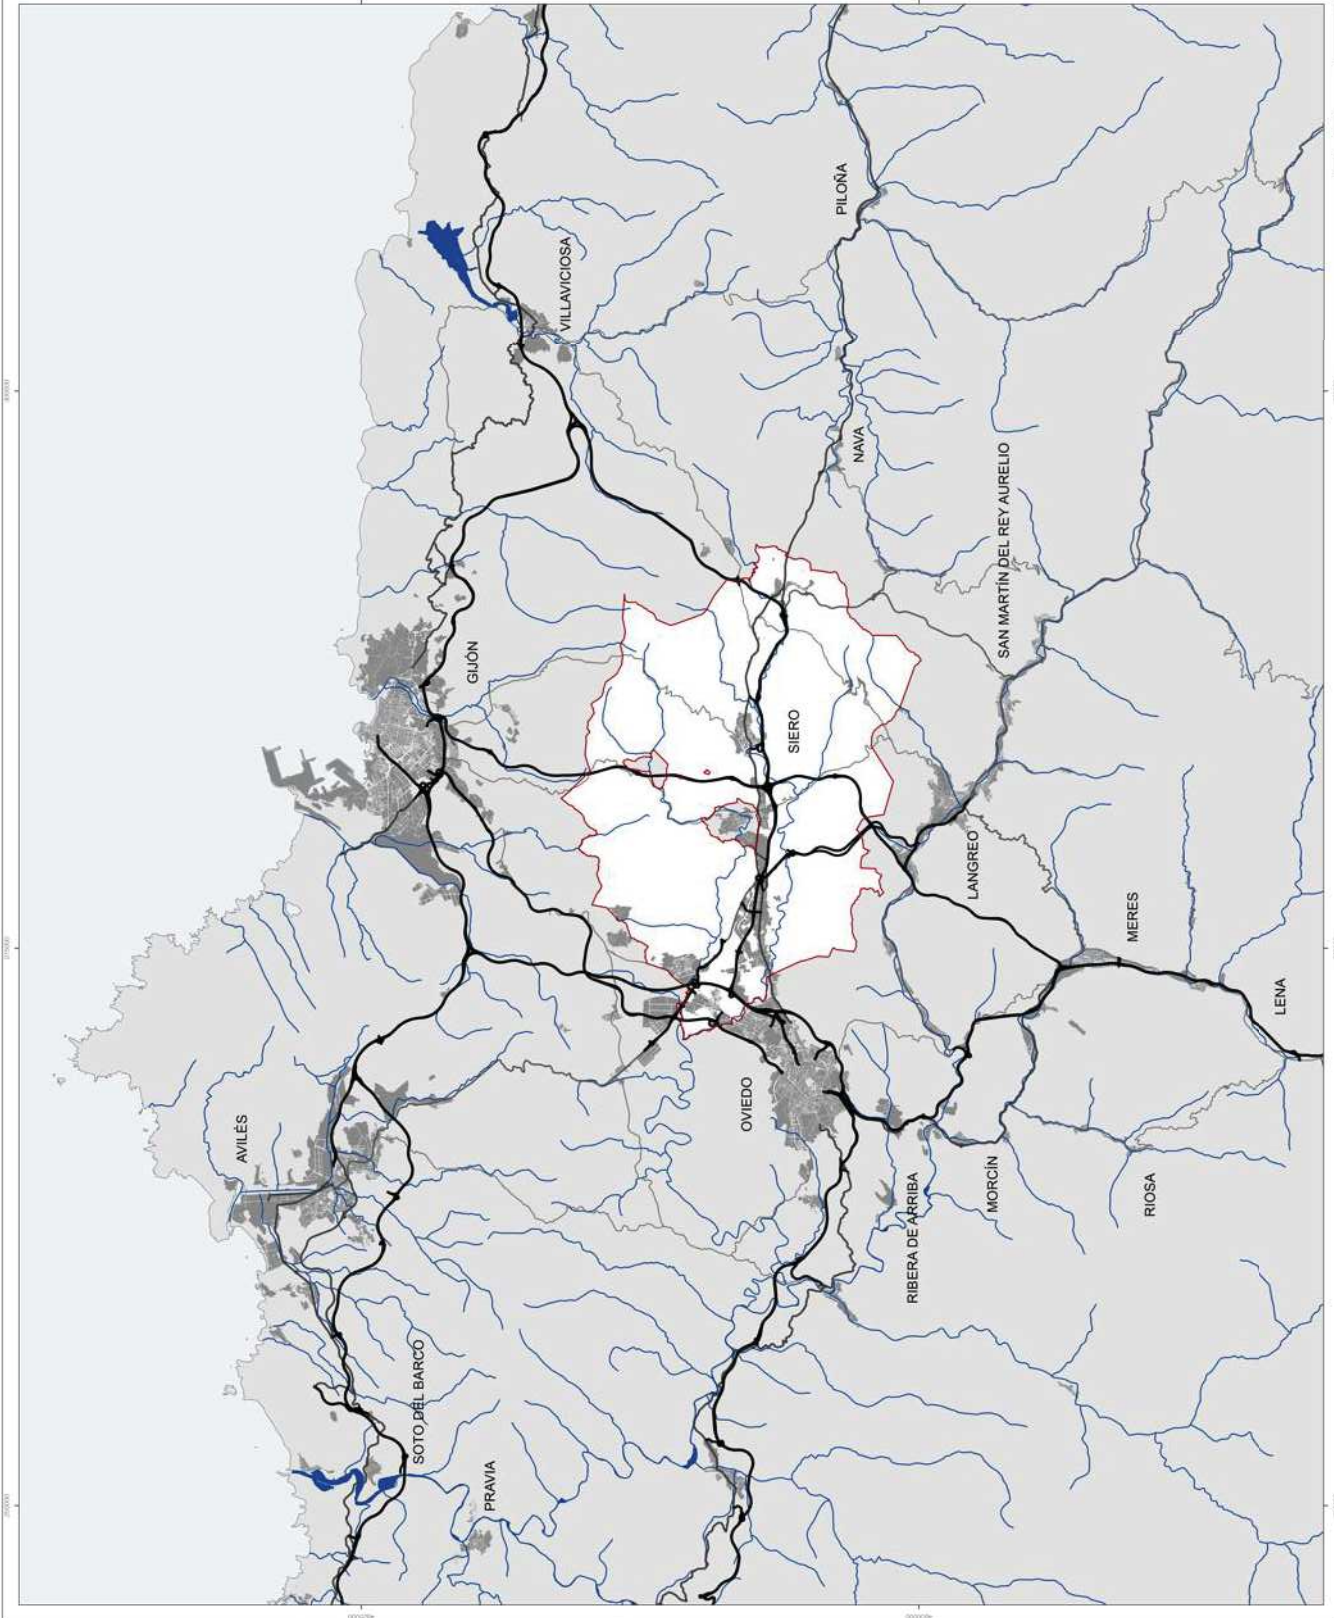 PILOÑA
VILLAVICIOSA
NAVA
SAN MARTÍN DEL REY AURELIO
GIJÓN
SIERO
LANGREO
MERES
LENA
AVILÉS
OVIEDO
RIBERA DE ARRIBA
MORCÍN
RIOSA
SOTO DEL BARCO
PRAVIA